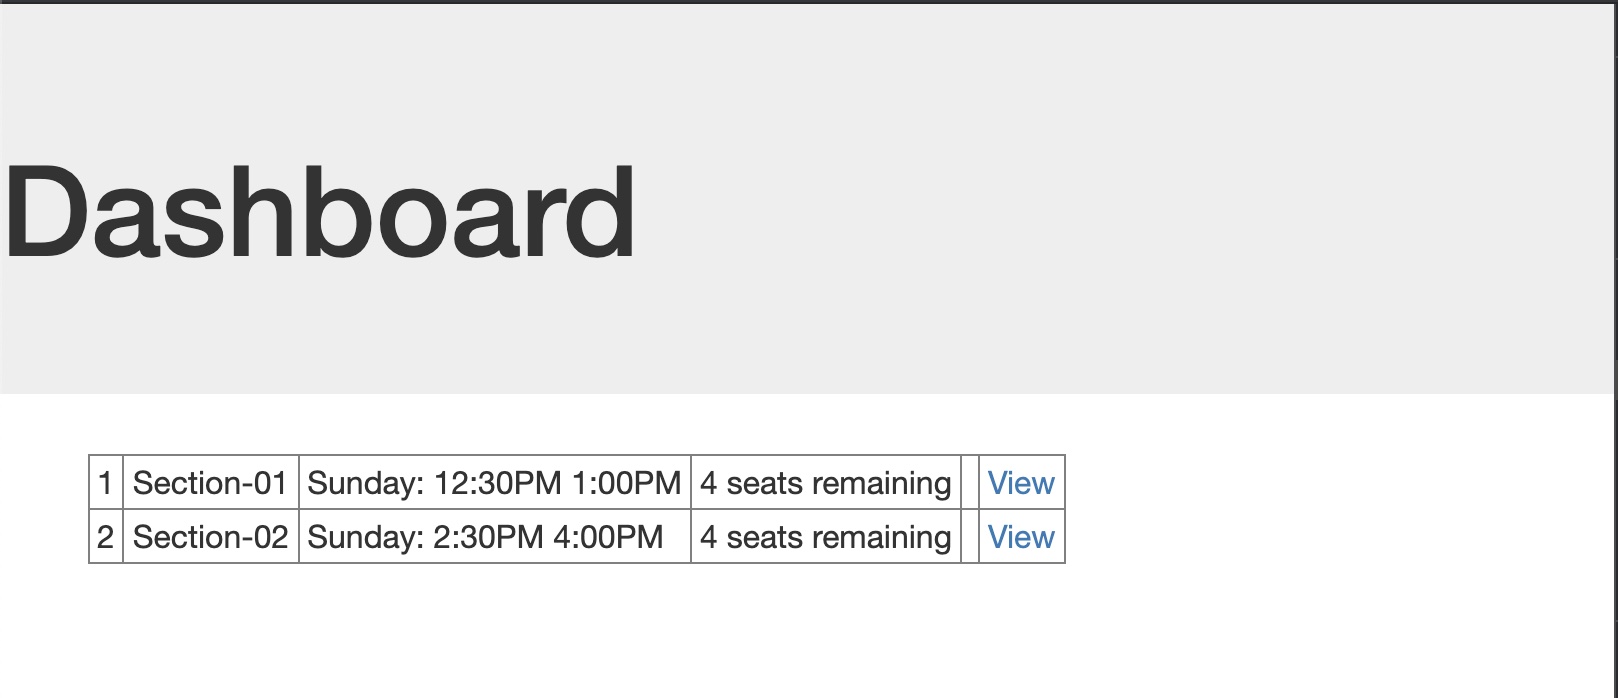 Dashboard
1 Section-01 Sunday: 12:30PM 1:00PM 4 seats remaining View
2 Section-02 Sunday: 2:30PM 4:00PM 4 seats remaining View